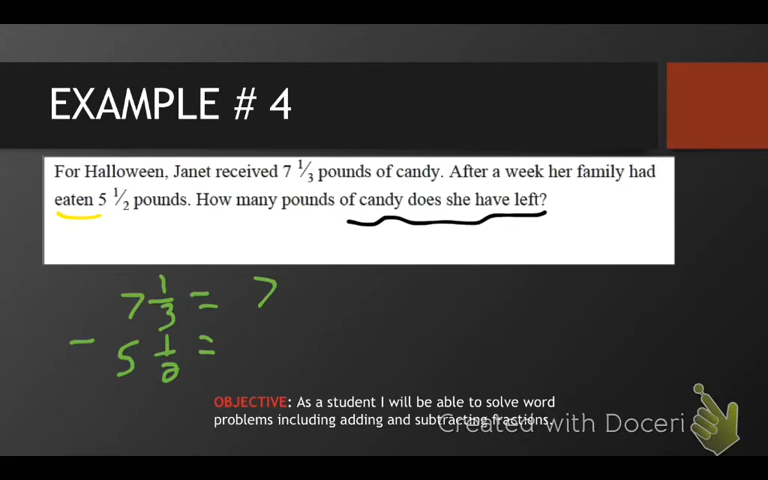 EXAMPLE # 4
For Halloween, Janet received 7 1/3 pounds of candy. After a week her family had
eaten 5 1/2 pounds. How many pounds of candy does she have left?
7 1/3 = 7
- 5 1/2 =
OBJECTIVE: As a student I will be able to solve word
problems including adding and subtracting fractions.
Created with Doceri